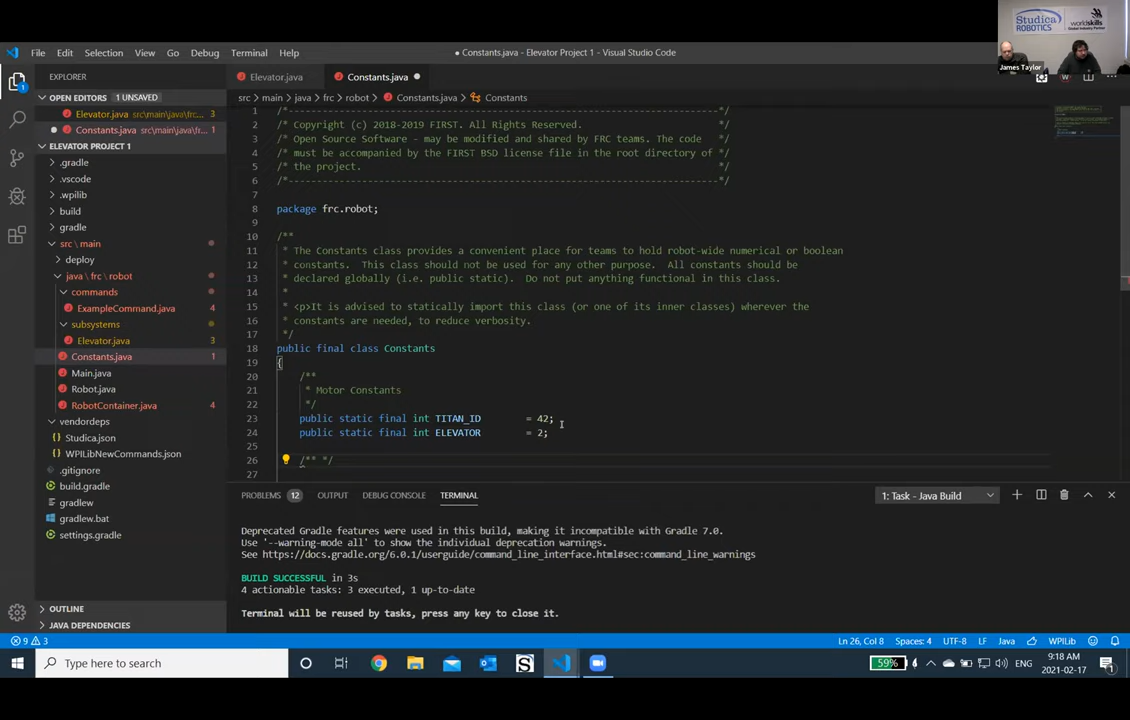 Studica
ROBOTICS
worldskills
Global Industry Partner
James Taylor
File Edit Selection View Go Debug Terminal Help
● Constants.java - Elevator Project 1 - Visual Studio Code
EXPLORER
Elevator.java
Constants.java ●
OPEN EDITORS 1 UNSAVED
src > main > java > frc > robot > Constants.java > Constants
Elevator.java src\main\java\frc... 3
● Constants.java src\main\java\fr... 1
ELEVATOR PROJECT 1
.gradle
.vscode
.wpilib
build
gradle
src \ main
deploy
java \ frc \ robot
commands
ExampleCommand.java 4
subsystems
Elevator.java 3
Constants.java 1
Main.java
Robot.java
RobotContainer.java 4
vendordeps
Studica.json
WPILibNewCommands.json
.gitignore
build.gradle
gradlew
gradlew.bat
settings.gradle
OUTLINE
JAVA DEPENDENCIES
1 /*----------------------------------------------------------------------------*/
2 /* Copyright (c) 2018-2019 FIRST. All Rights Reserved. */
3 /* Open Source Software - may be modified and shared by FRC teams. The code */
4 /* must be accompanied by the FIRST BSD license file in the root directory of */
5 /* the project. */
6 /*----------------------------------------------------------------------------*/
7
8 package frc.robot;
9
10 /**
11 * The Constants class provides a convenient place for teams to hold robot-wide numerical or boolean
12 * constants. This class should not be used for any other purpose. All constants should be
13 * declared globally (i.e. public static). Do not put anything functional in this class.
14 *
15 * <p>It is advised to statically import this class (or one of its inner classes) wherever the
16 * constants are needed, to reduce verbosity.
17 */
18 public final class Constants
19 {
20 /**
21 * Motor Constants
22 */
23 public static final int TITAN_ID = 42;
24 public static final int ELEVATOR = 2;
25
26 /** */
27
PROBLEMS 12 OUTPUT DEBUG CONSOLE TERMINAL
1: Task - Java Build
Deprecated Gradle features were used in this build, making it incompatible with Gradle 7.0.
Use '--warning-mode all' to show the individual deprecation warnings.
See https://docs.gradle.org/6.0.1/userguide/command_line_interface.html#sec:command_line_warnings
BUILD SUCCESSFUL in 3s
4 actionable tasks: 3 executed, 1 up-to-date
Terminal will be reused by tasks, press any key to close it.
9 3
Ln 26, Col 8 Spaces: 4 UTF-8 LF Java WPILib
Type here to search
59%
ENG
9:18 AM
2021-02-17
1